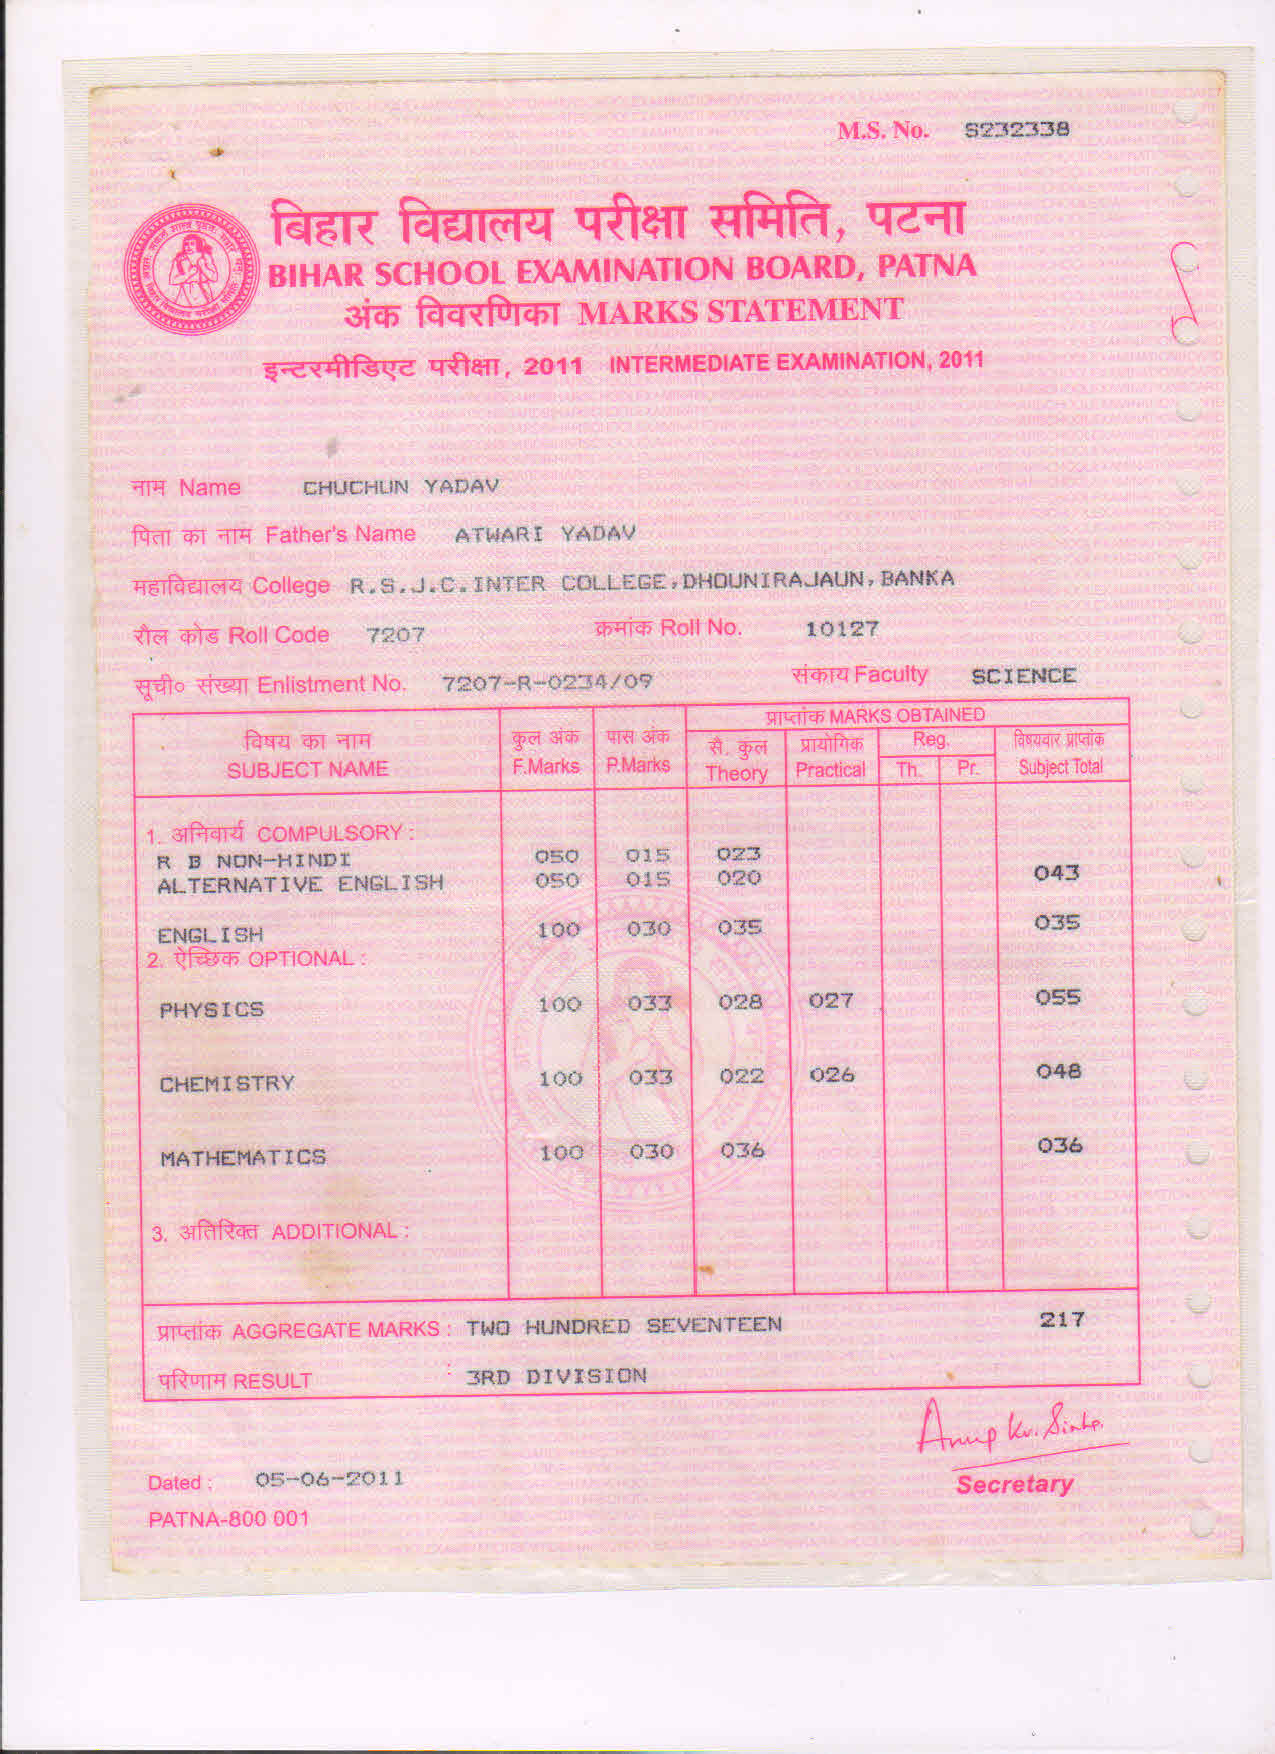 M.S. No. S232338
बिहार विद्यालय परीक्षा समिति, पटना
BIHAR SCHOOL EXAMINATION BOARD, PATNA
अंक विवरणिका MARKS STATEMENT
इन्टरमीडिएट परीक्षा, 2011 INTERMEDIATE EXAMINATION, 2011
नाम Name CHUCHUN YADAV
पिता का नाम Father's Name ATWARI YADAV
महाविद्यालय College R.S.J.C.INTER COLLEGE,DHOUNIRAJAUN,BANKA
रौल कोड Roll Code 7207 क्रमांक Roll No. 10127
सूची० संख्या Enlistment No. 7207-R-0234/09 संकाय Faculty SCIENCE
विषय का नाम कुल अंक पास अंक प्राप्तांक MARKS OBTAINED
SUBJECT NAME F.Marks P.Marks सै. कुल Theory प्रायोगिक Practical Reg. Th. Pr. विषयवार प्राप्तांक Subject Total
1. अनिवार्य COMPULSORY :
R B NON-HINDI 050 015 023
ALTERNATIVE ENGLISH 050 015 020 043
ENGLISH 100 030 035 035
2. ऐच्छिक OPTIONAL :
PHYSICS 100 033 028 027 055
CHEMISTRY 100 033 022 026 048
MATHEMATICS 100 030 036 036
3. अतिरिक्त ADDITIONAL :
प्राप्तांक AGGREGATE MARKS : TWO HUNDRED SEVENTEEN 217
परिणाम RESULT : 3RD DIVISION
Anup Kr. Sinha.
Dated : 05-06-2011 Secretary
PATNA-800 001